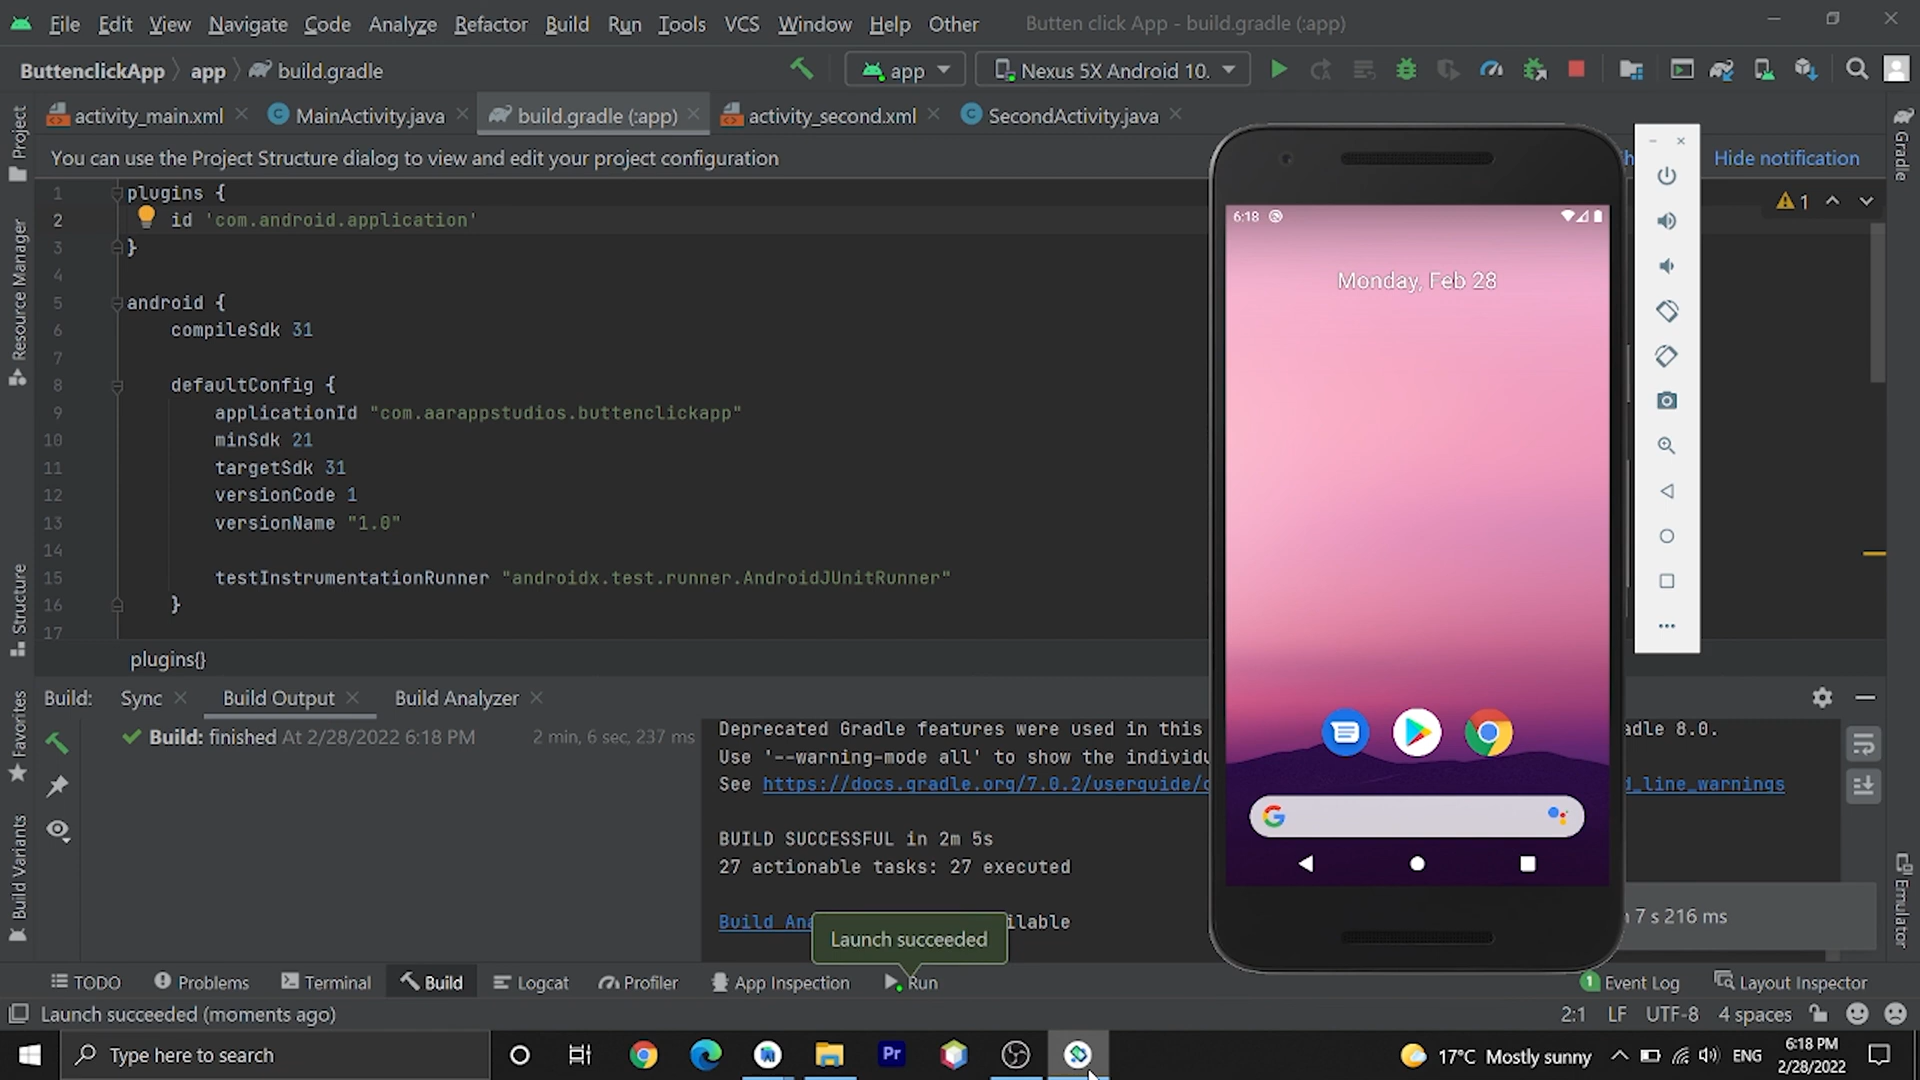 File Edit View Navigate Code Analyze Refactor Build Run Tools VCS Window Help Other Butten click App - build.gradle (:app)
ButtenclickApp app build.gradle app Nexus 5X Android 10.
activity_main.xml MainActivity.java build.gradle (:app) activity_second.xml SecondActivity.java
You can use the Project Structure dialog to view and edit your project configuration Hide notification
1 plugins {
2 id 'com.android.application'
3 }
4
5 android {
6 compileSdk 31
7
8 defaultConfig {
9 applicationId "com.aarappstudios.buttenclickapp"
10 minSdk 21
11 targetSdk 31
12 versionCode 1
13 versionName "1.0"
14
15 testInstrumentationRunner "androidx.test.runner.AndroidJUnitRunner"
16 }
17
plugins{}
1
Project
Resource Manager
Structure
Favorites
Build Variants
Gradle
Emulator
6:18
Monday, Feb 28
Build: Sync Build Output Build Analyzer
Build: finished At 2/28/2022 6:18 PM 2 min, 6 sec, 237 ms
Deprecated Gradle features were used in this adle 8.0.
Use '--warning-mode all' to show the individu
See https://docs.gradle.org/7.0.2/userguide/c d_line_warnings
BUILD SUCCESSFUL in 2m 5s
27 actionable tasks: 27 executed
Build Ana ilable
7 s 216 ms
Launch succeeded
TODO Problems Terminal Build Logcat Profiler App Inspection Run 1 Event Log Layout Inspector
Launch succeeded (moments ago) 2:1 LF UTF-8 4 spaces
Type here to search Pr 17°C Mostly sunny ENG 6:18 PM
2/28/2022